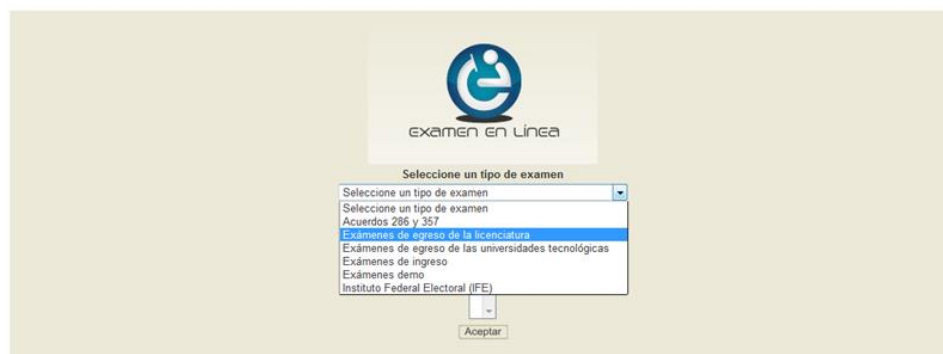 examen en Línea
Seleccione un tipo de examen
Seleccione un tipo de examen
Seleccione un tipo de examen
Acuerdos 286 y 357
Exámenes de egreso de la licenciatura
Exámenes de egreso de las universidades tecnológicas
Exámenes de ingreso
Exámenes demo
Instituto Federal Electoral (IFE)
Aceptar